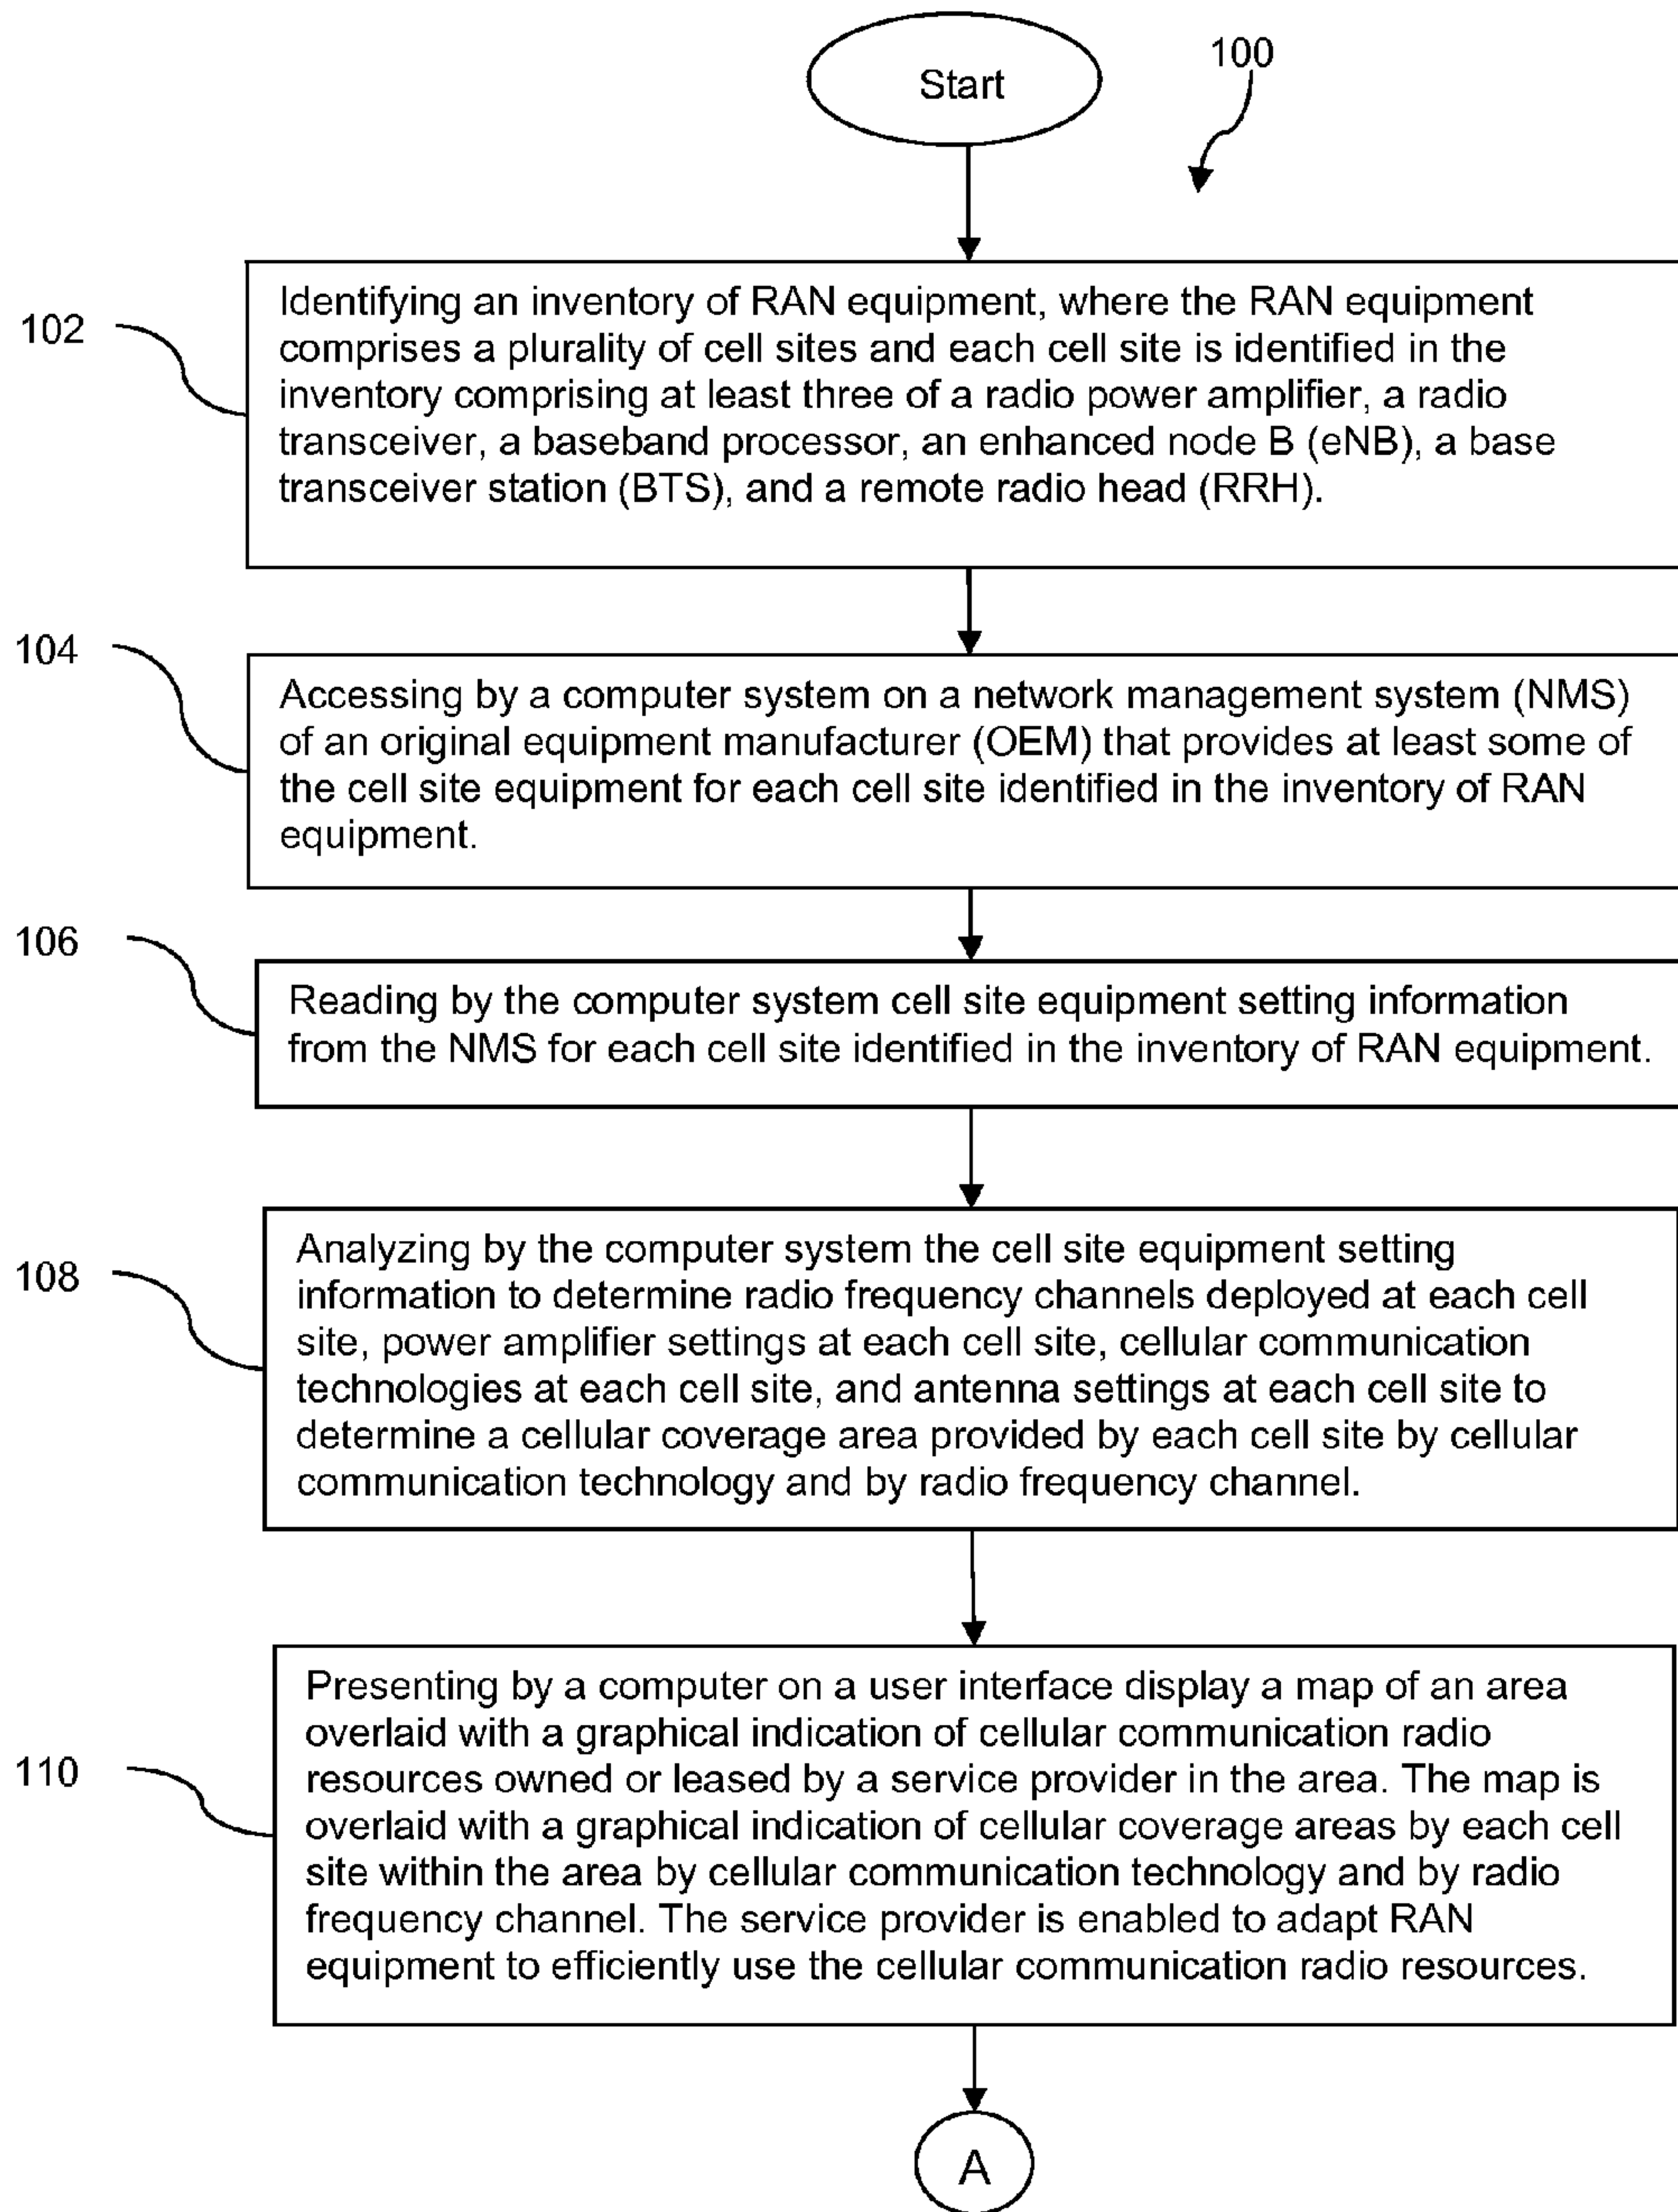 Start
100
102
Identifying an inventory of RAN equipment, where the RAN equipment
comprises a plurality of cell sites and each cell site is identified in the
inventory comprising at least three of a radio power amplifier, a radio
transceiver, a baseband processor, an enhanced node B (eNB), a base
transceiver station (BTS), and a remote radio head (RRH).
104
Accessing by a computer system on a network management system (NMS)
of an original equipment manufacturer (OEM) that provides at least some of
the cell site equipment for each cell site identified in the inventory of RAN
equipment.
106
Reading by the computer system cell site equipment setting information
from the NMS for each cell site identified in the inventory of RAN equipment.
108
Analyzing by the computer system the cell site equipment setting
information to determine radio frequency channels deployed at each cell
site, power amplifier settings at each cell site, cellular communication
technologies at each cell site, and antenna settings at each cell site to
determine a cellular coverage area provided by each cell site by cellular
communication technology and by radio frequency channel.
110
Presenting by a computer on a user interface display a map of an area
overlaid with a graphical indication of cellular communication radio
resources owned or leased by a service provider in the area. The map is
overlaid with a graphical indication of cellular coverage areas by each cell
site within the area by cellular communication technology and by radio
frequency channel. The service provider is enabled to adapt RAN
equipment to efficiently use the cellular communication radio resources.
A